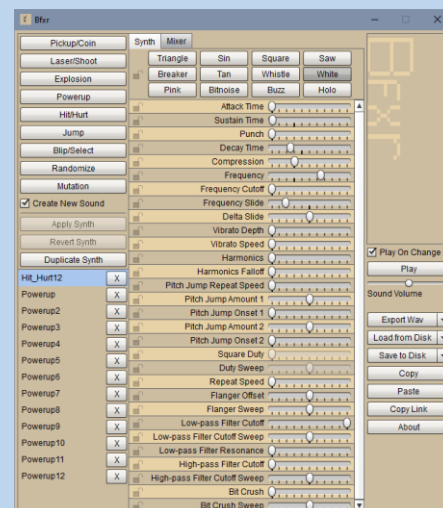 Bfxr
Pickup/Coin
Laser/Shoot
Explosion
Powerup
Hit/Hurt
Jump
Blip/Select
Randomize
Mutation
Create New Sound
Apply Synth
Revert Synth
Duplicate Synth
Hit_Hurt12 X
Powerup X
Powerup2 X
Powerup3 X
Powerup4 X
Powerup5 X
Powerup6 X
Powerup7 X
Powerup8 X
Powerup9 X
Powerup10 X
Powerup11 X
Powerup12 X
Synth Mixer
Triangle Sin Square Saw
Breaker Tan Whistle White
Pink Bitnoise Buzz Holo
Attack Time
Sustain Time
Punch
Decay Time
Compression
Frequency
Frequency Cutoff
Frequency Slide
Delta Slide
Vibrato Depth
Vibrato Speed
Harmonics
Harmonics Falloff
Pitch Jump Repeat Speed
Pitch Jump Amount 1
Pitch Jump Onset 1
Pitch Jump Amount 2
Pitch Jump Onset 2
Square Duty
Duty Sweep
Repeat Speed
Flanger Offset
Flanger Sweep
Low-pass Filter Cutoff
Low-pass Filter Cutoff Sweep
Low-pass Filter Resonance
High-pass Filter Cutoff
High-pass Filter Cutoff Sweep
Bit Crush
Bit Crush Sweep
Bfxr
Play On Change
Play
Sound Volume
Export Wav
Load from Disk
Save to Disk
Copy
Paste
Copy Link
About